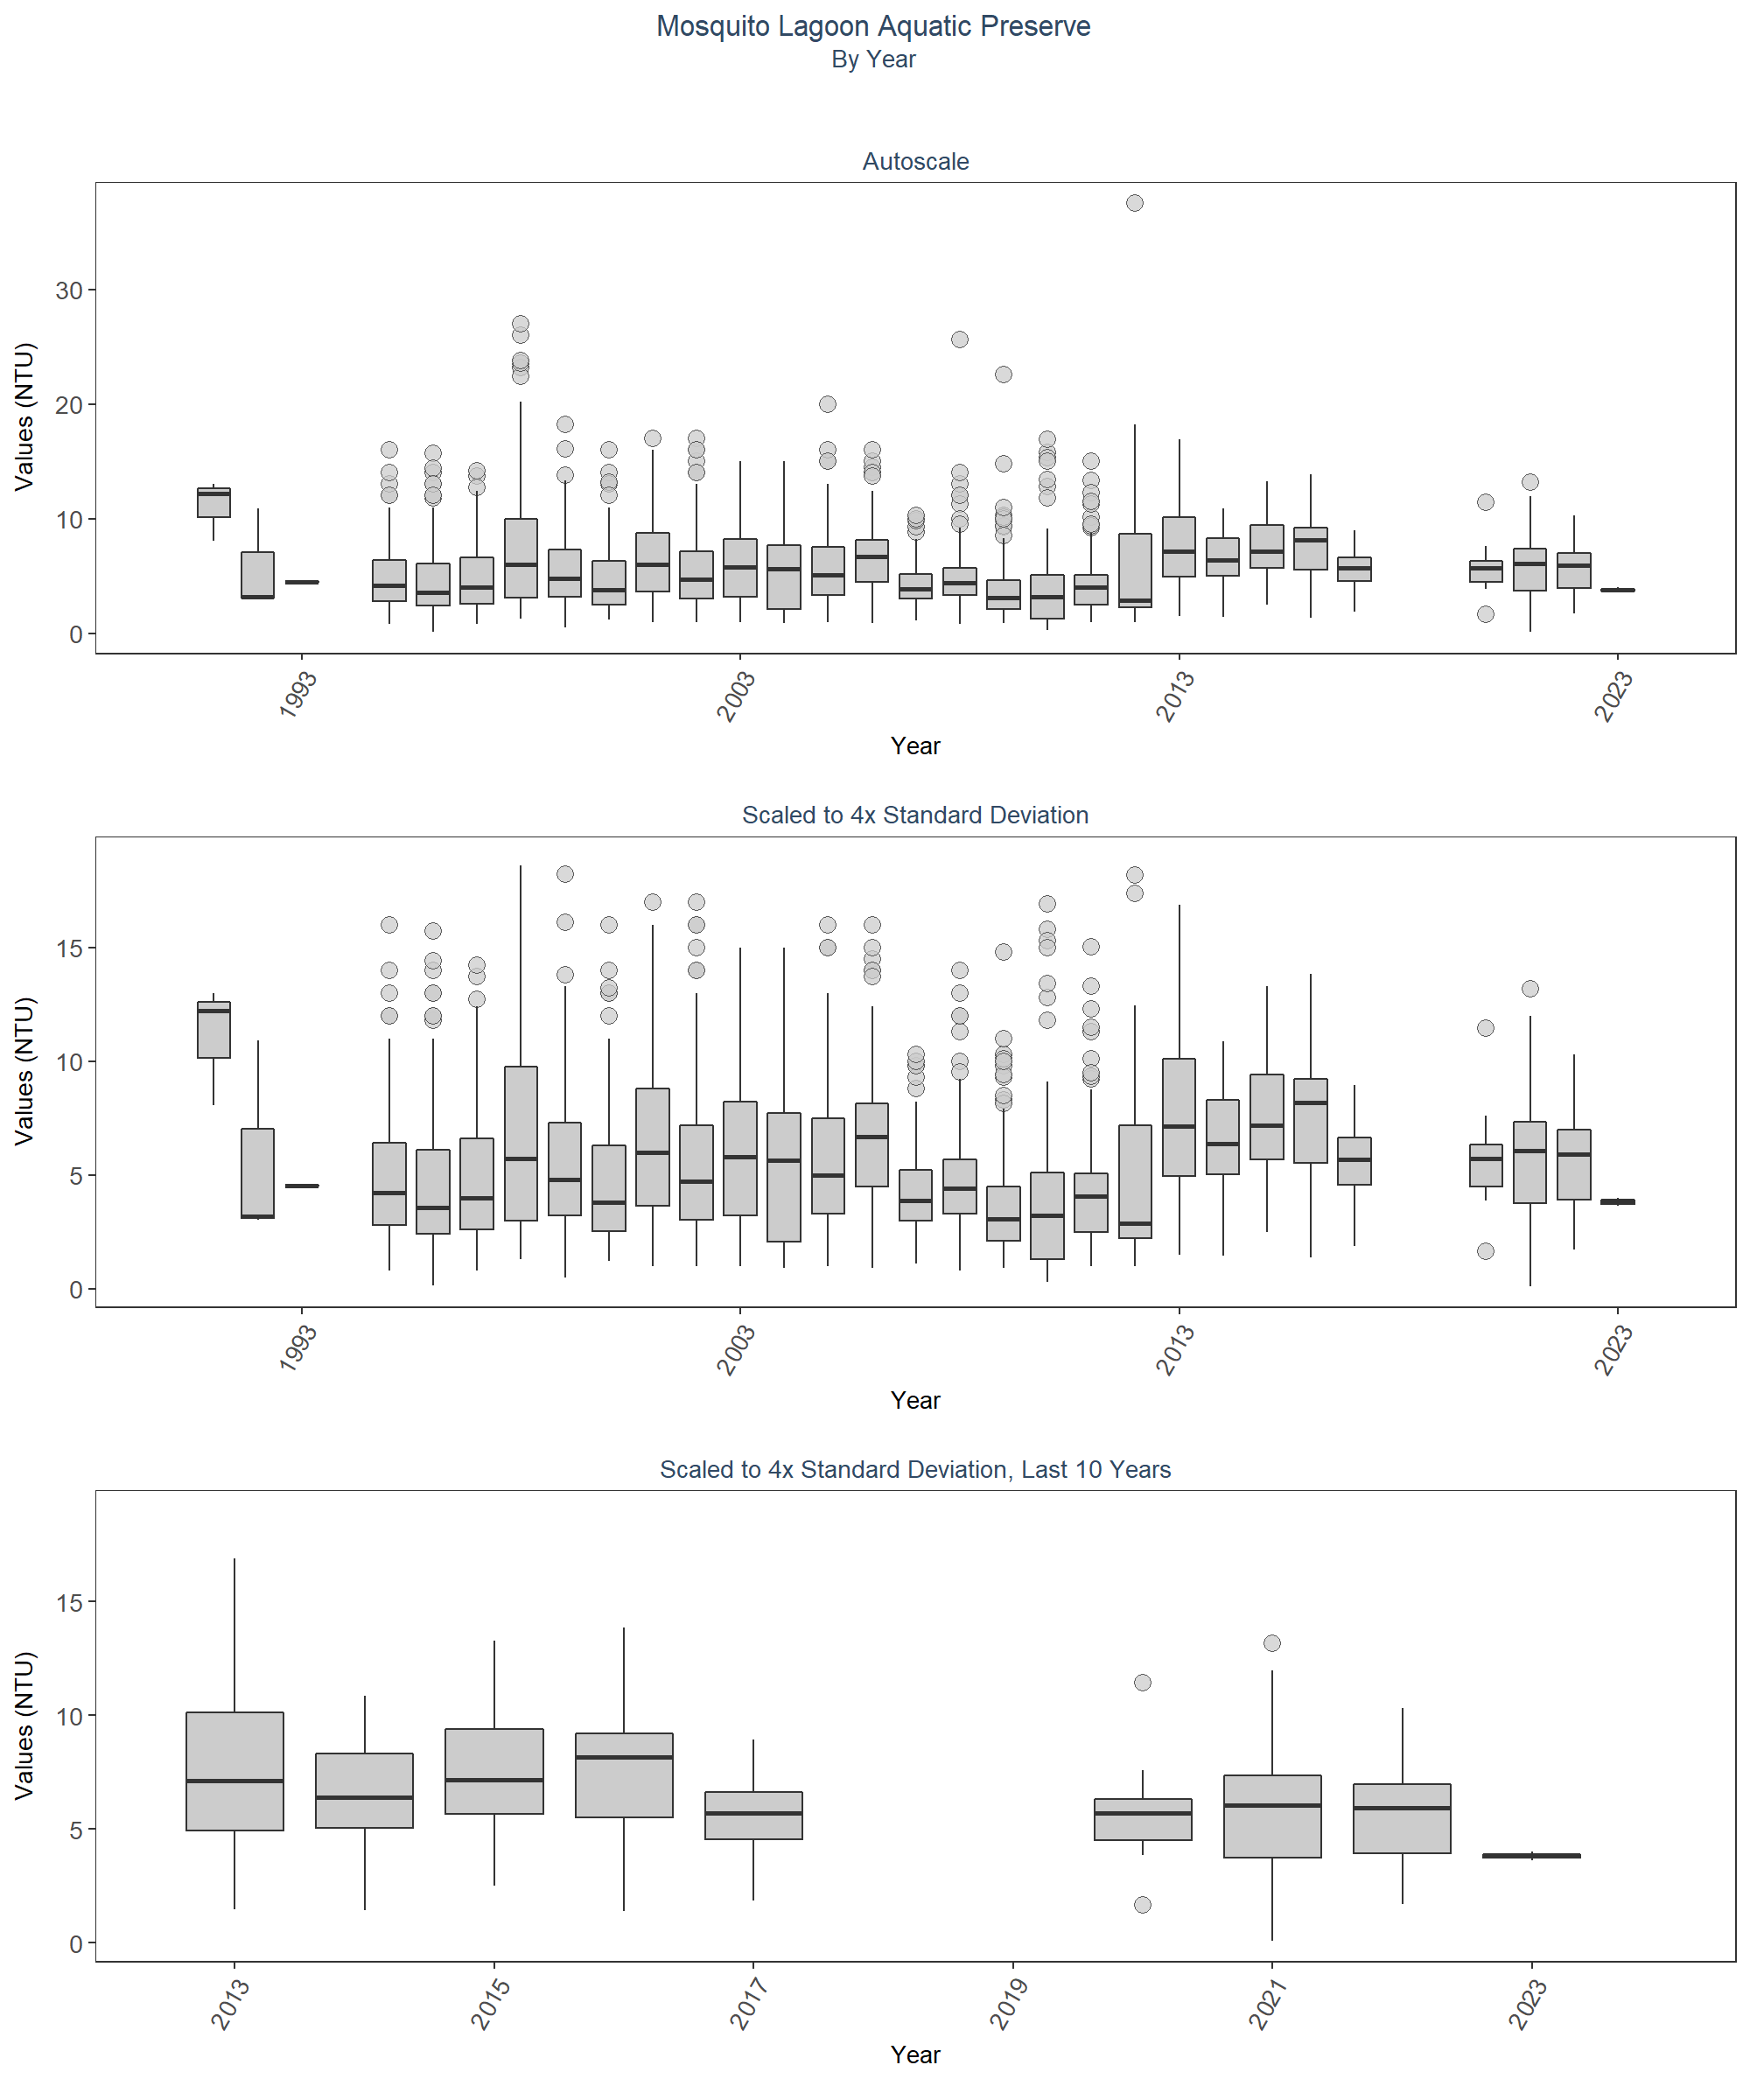 Mosquito Lagoon Aquatic Preserve
By Year
Autoscale
Values (NTU)
30
20
10
0
1993
2003
2013
2023
Year
Scaled to 4x Standard Deviation
Values (NTU)
15
10
5
0
1993
2003
2013
2023
Year
Scaled to 4x Standard Deviation, Last 10 Years
Values (NTU)
15
10
5
0
2013
2015
2017
2019
2021
2023
Year